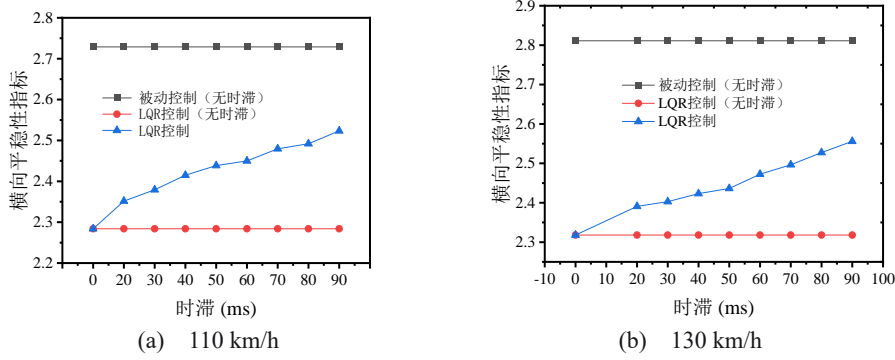 2.8
2.7
2.6
2.5
2.4
2.3
2.2
横向平稳性指标
被动控制（无时滞）
LQR控制（无时滞）
LQR控制
0 20 30 40 50 60 70 80 90
时滞 (ms)
(a) 110 km/h
2.9
2.8
2.7
2.6
2.5
2.4
2.3
横向平稳性指标
被动控制（无时滞）
LQR控制（无时滞）
LQR控制
-10 0 10 20 30 40 50 60 70 80 90 100
时滞 (ms)
(b) 130 km/h